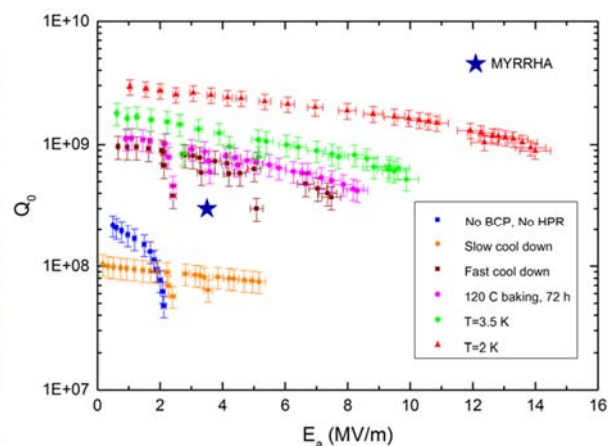 1E+10
MYRRHA
1E+09
Q0
1E+08
No BCP, No HPR
Slow cool down
Fast cool down
120 C baking, 72 h
T=3.5 K
T=2 K
1E+07
0 2 4 6 8 10 12 14 16
Ea (MV/m)